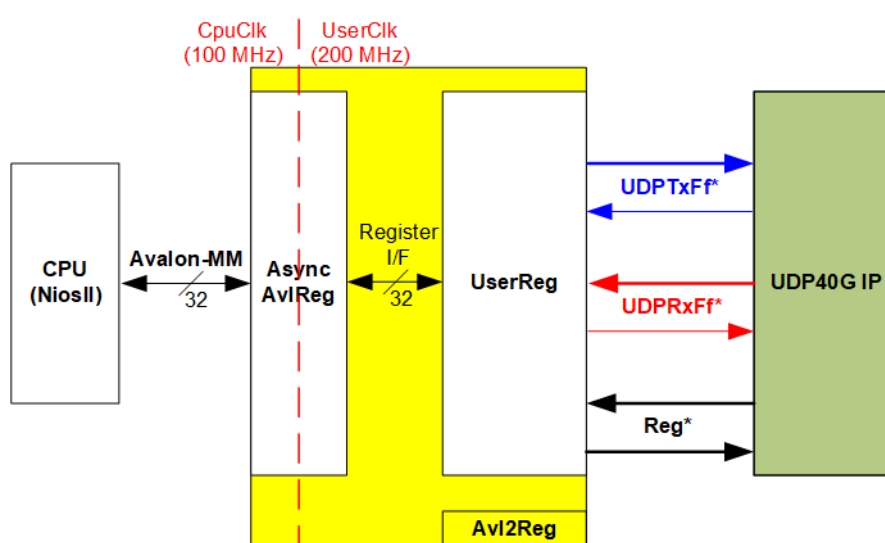 CpuClk
(100 MHz)
UserClk
(200 MHz)
CPU
(NiosII)
Avalon-MM
32
Async
AvlReg
Register
I/F
32
UserReg
UDPTxFf*
UDPRxFf*
Reg*
UDP40G IP
Avl2Reg